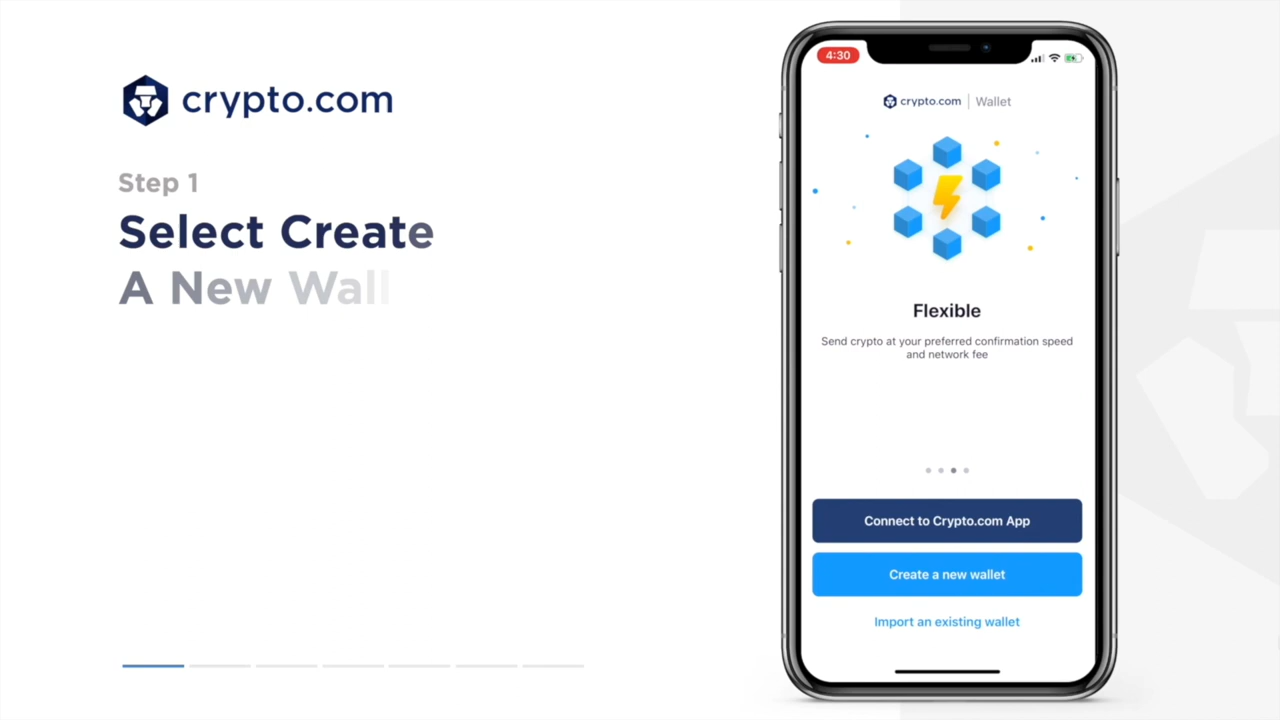 crypto.com
Step 1
Select Create
A New Wall
4:30
crypto.com | Wallet
Flexible
Send crypto at your preferred confirmation speed
and network fee
Connect to Crypto.com App
Create a new wallet
Import an existing wallet